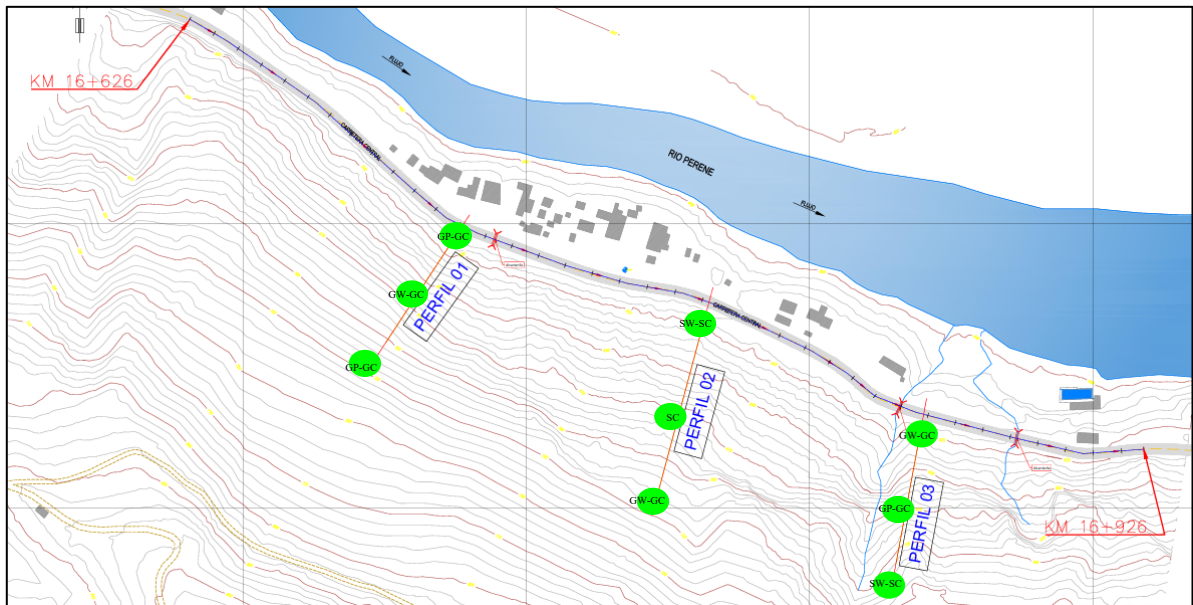 KM 16+626
FLUJO
CARRETERA CENTRAL
RIO PERENE
FLUJO
GP-GC
GW-GC
PERFIL 01
GP-GC
SW-SC
CARRETERA CENTRAL
SC
PERFIL 02
GW-GC
GW-GC
GP-GC
PERFIL 03
SW-SC
KM 16+926